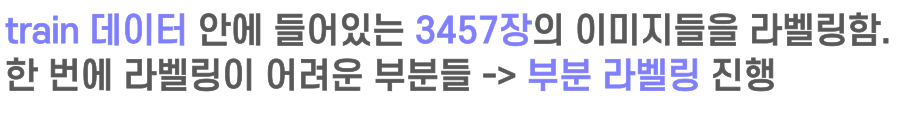 train 데이터 안에 들어있는 3457장의 이미지들을 라벨링함.
한 번에 라벨링이 어려운 부분들 -> 부분 라벨링 진행